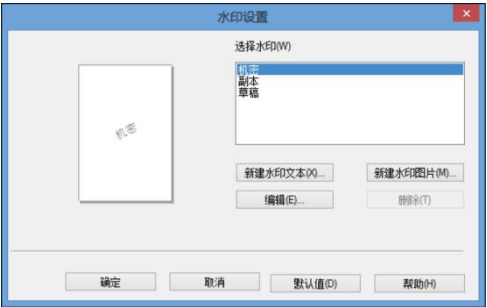 水印设置
选择水印(W)
机密
副本
草稿
机密
新建水印文本(X)...
新建水印图片(M)...
编辑(E)...
删除(T)
确定
取消
默认值(D)
帮助(H)